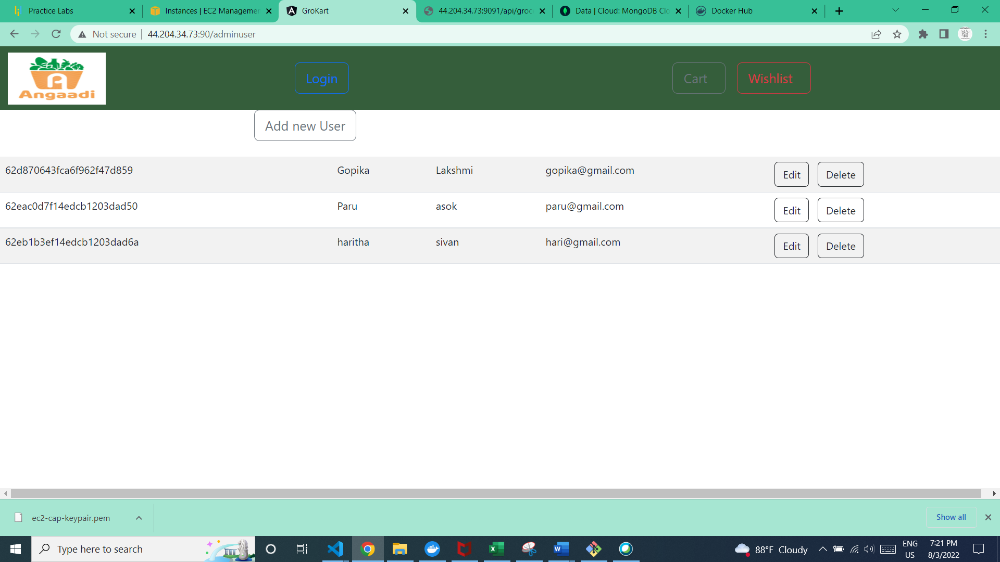 Practice Labs
Instances | EC2 Managemen
GroKart
44.204.34.73:9091/api/groc
Data | Cloud: MongoDB Clo
Docker Hub
Not secure | 44.204.34.73:90/adminuser
Angaadi
Login
Cart
Wishlist
Add new User
62d870643fca6f962f47d859 Gopika Lakshmi gopika@gmail.com Edit Delete
62eac0d7f14edcb1203dad50 Paru asok paru@gmail.com Edit Delete
62eb1b3ef14edcb1203dad6a haritha sivan hari@gmail.com Edit Delete
ec2-cap-keypair.pem
Show all
Type here to search
88°F Cloudy
ENG
US
7:21 PM
8/3/2022